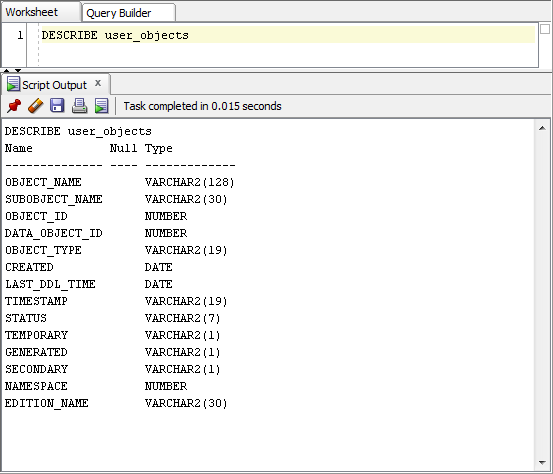 Worksheet Query Builder
1 DESCRIBE user_objects
Script Output x
Task completed in 0.015 seconds
DESCRIBE user_objects
Name           Null Type
-------------- ---- -------------
OBJECT_NAME         VARCHAR2(128)
SUBOBJECT_NAME      VARCHAR2(30)
OBJECT_ID           NUMBER
DATA_OBJECT_ID      NUMBER
OBJECT_TYPE         VARCHAR2(19)
CREATED             DATE
LAST_DDL_TIME       DATE
TIMESTAMP           VARCHAR2(19)
STATUS              VARCHAR2(7)
TEMPORARY           VARCHAR2(1)
GENERATED           VARCHAR2(1)
SECONDARY           VARCHAR2(1)
NAMESPACE           NUMBER
EDITION_NAME        VARCHAR2(30)